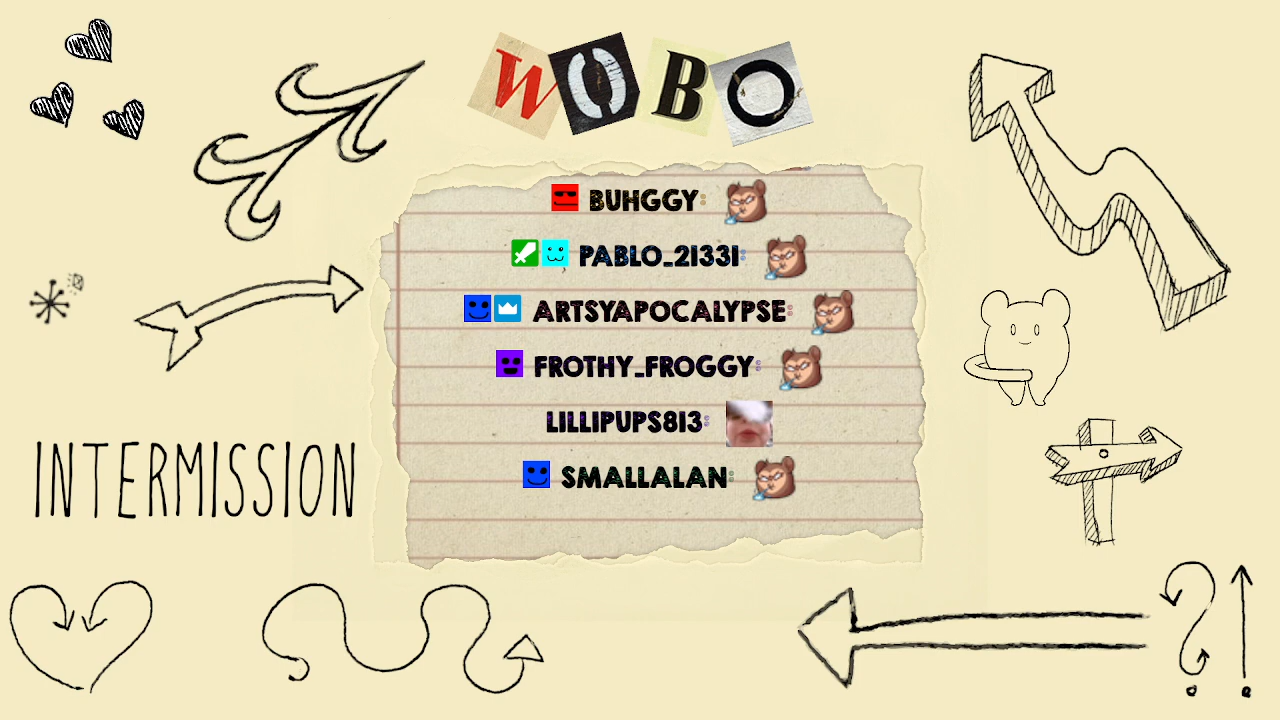 WOBO
BUHGGY:
PABLO_21331:
ARTSYAPOCALYPSE:
FROTHY_FROGGY:
LILLIPUPS813:
SMALLALAN:
INTERMISSION
?!